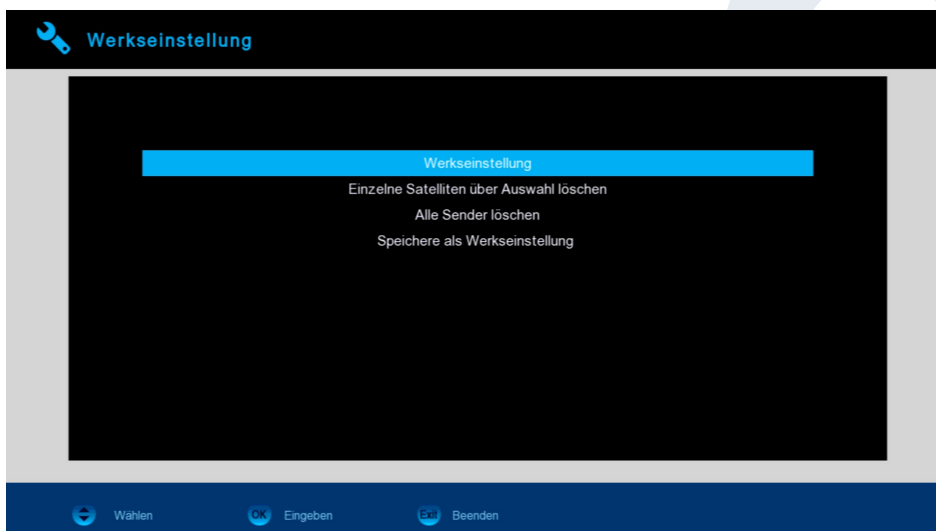 Werkseinstellung
Werkseinstellung
Einzelne Satelliten über Auswahl löschen
Alle Sender löschen
Speichere als Werkseinstellung
Wählen OK Eingeben Exit Beenden